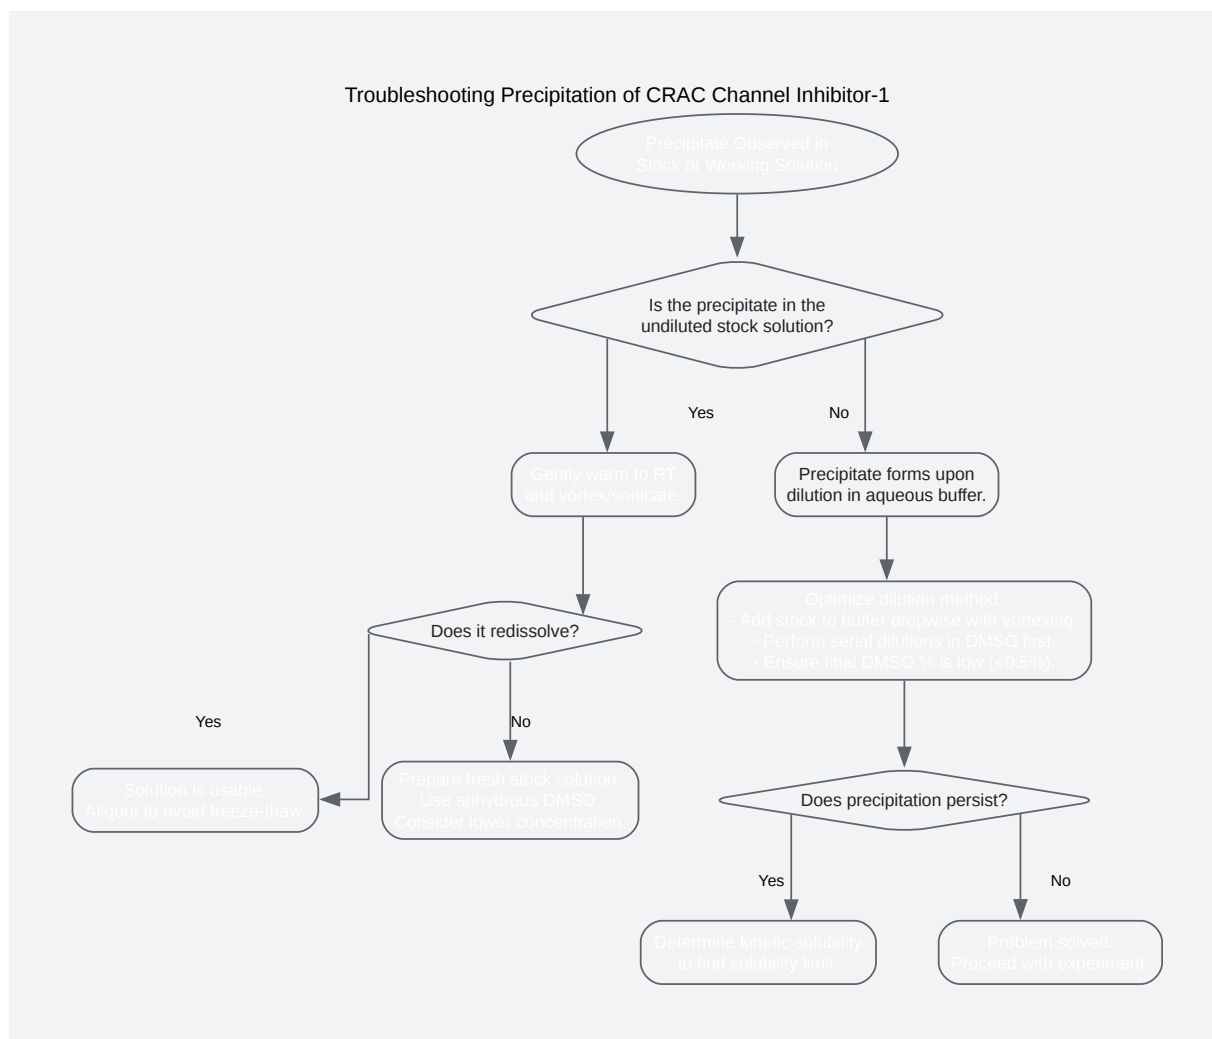 Troubleshooting Precipitation of CRAC Channel Inhibitor-1
Precipitate Observed in
Stock or Working Solution
Is the precipitate in the
undiluted stock solution?
Yes
No
Gently warm to RT
and vortex/sonicate.
Precipitate forms upon
dilution in aqueous buffer.
Optimize dilution method:
- Add stock to buffer dropwise with vortexing.
- Perform serial dilutions in DMSO first.
- Ensure final DMSO % is low (<0.5%).
Does it redissolve?
Yes
No
Solution is usable.
Aliquot to avoid freeze-thaw.
Prepare fresh stock solution.
Use anhydrous DMSO.
Consider lower concentration.
Does precipitation persist?
Yes
No
Determine kinetic solubility
to find solubility limit.
Problem solved.
Proceed with experiment.